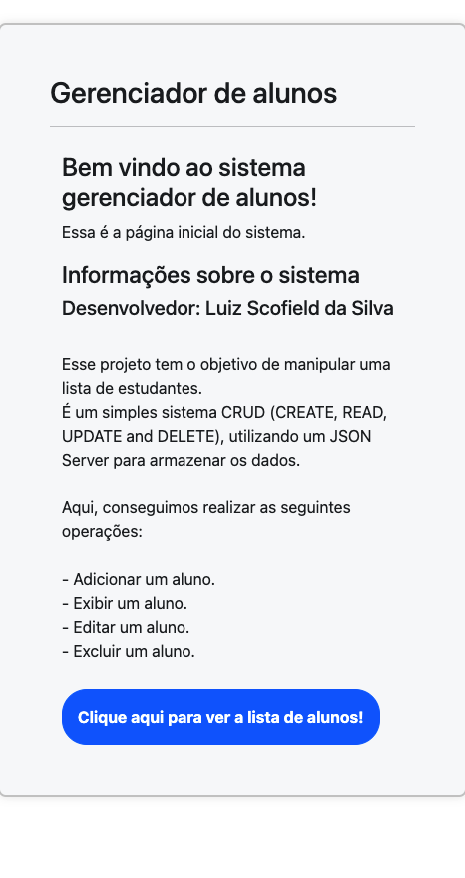 Gerenciador de alunos
Bem vindo ao sistema
gerenciador de alunos!
Essa é a página inicial do sistema.
Informações sobre o sistema
Desenvolvedor: Luiz Scofield da Silva
Esse projeto tem o objetivo de manipular uma
lista de estudantes.
É um simples sistema CRUD (CREATE, READ,
UPDATE and DELETE), utilizando um JSON
Server para armazenar os dados.
Aqui, conseguimos realizar as seguintes
operações:
- Adicionar um aluno.
- Exibir um aluno.
- Editar um aluno.
- Excluir um aluno.
Clique aqui para ver a lista de alunos!